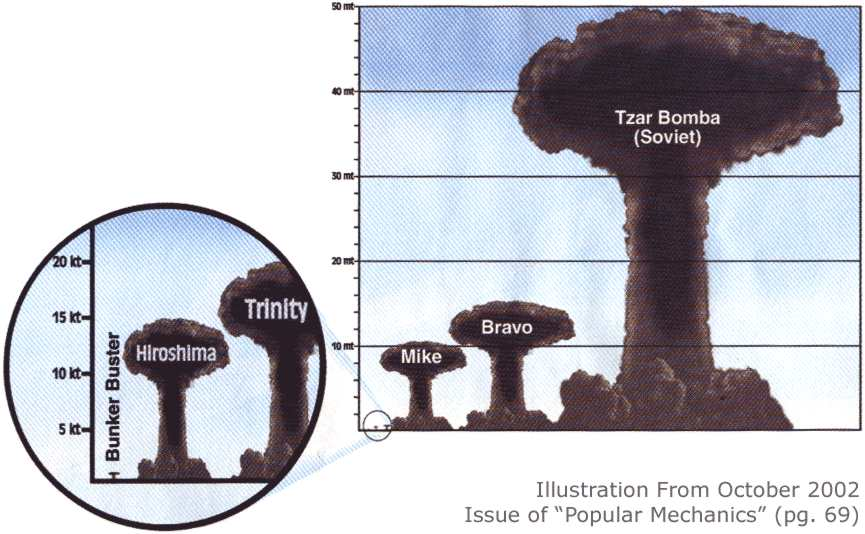 50 mt
40 mt
30 mt
20 mt
10 mt
Tzar Bomba
(Soviet)
Bravo
Mike
20 kt
15 kt
10 kt
5 kt
Bunker Buster
Hiroshima
Trinity
Illustration From October 2002
Issue of “Popular Mechanics” (pg. 69)